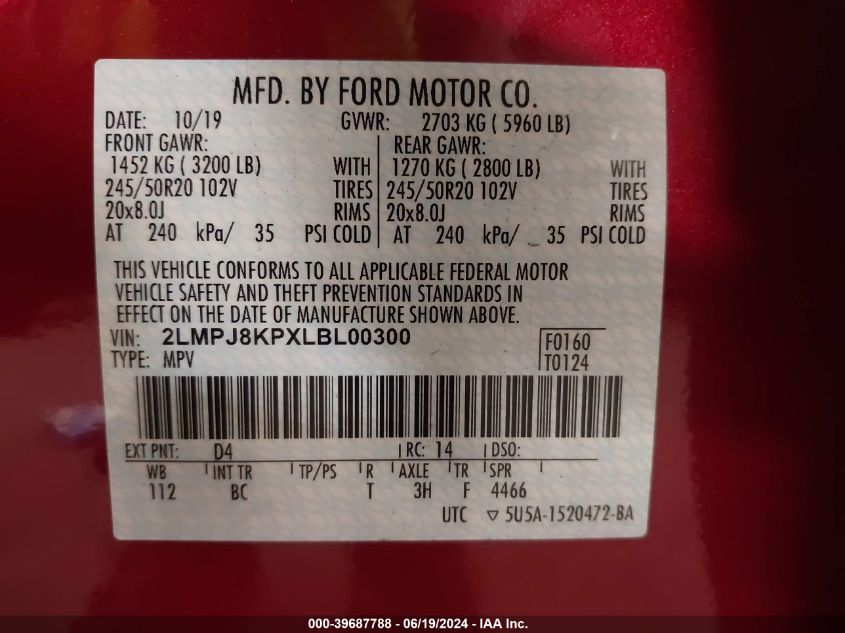 MFD. BY FORD MOTOR CO.
DATE: 10/19 GVWR: 2703 KG ( 5960 LB)
FRONT GAWR: REAR GAWR:
1452 KG ( 3200 LB) WITH 1270 KG ( 2800 LB) WITH
245/50R20 102V TIRES 245/50R20 102V TIRES
20x8.0J RIMS 20x8.0J RIMS
AT 240 kPa/ 35 PSI COLD AT 240 kPa/ 35 PSI COLD
THIS VEHICLE CONFORMS TO ALL APPLICABLE FEDERAL MOTOR
VEHICLE SAFETY AND THEFT PREVENTION STANDARDS IN
EFFECT ON THE DATE OF MANUFACTURE SHOWN ABOVE.
VIN: 2LMPJ8KPXLBL00300 F0160
TYPE: MPV T0124
EXT PNT: D4 RC: 14 DSO:
WB INT TR TP/PS R AXLE TR SPR
112 BC T 3H F 4466
UTC ▽ 5U5A-1520472-BA
000-39687788 - 06/19/2024 - IAA Inc.